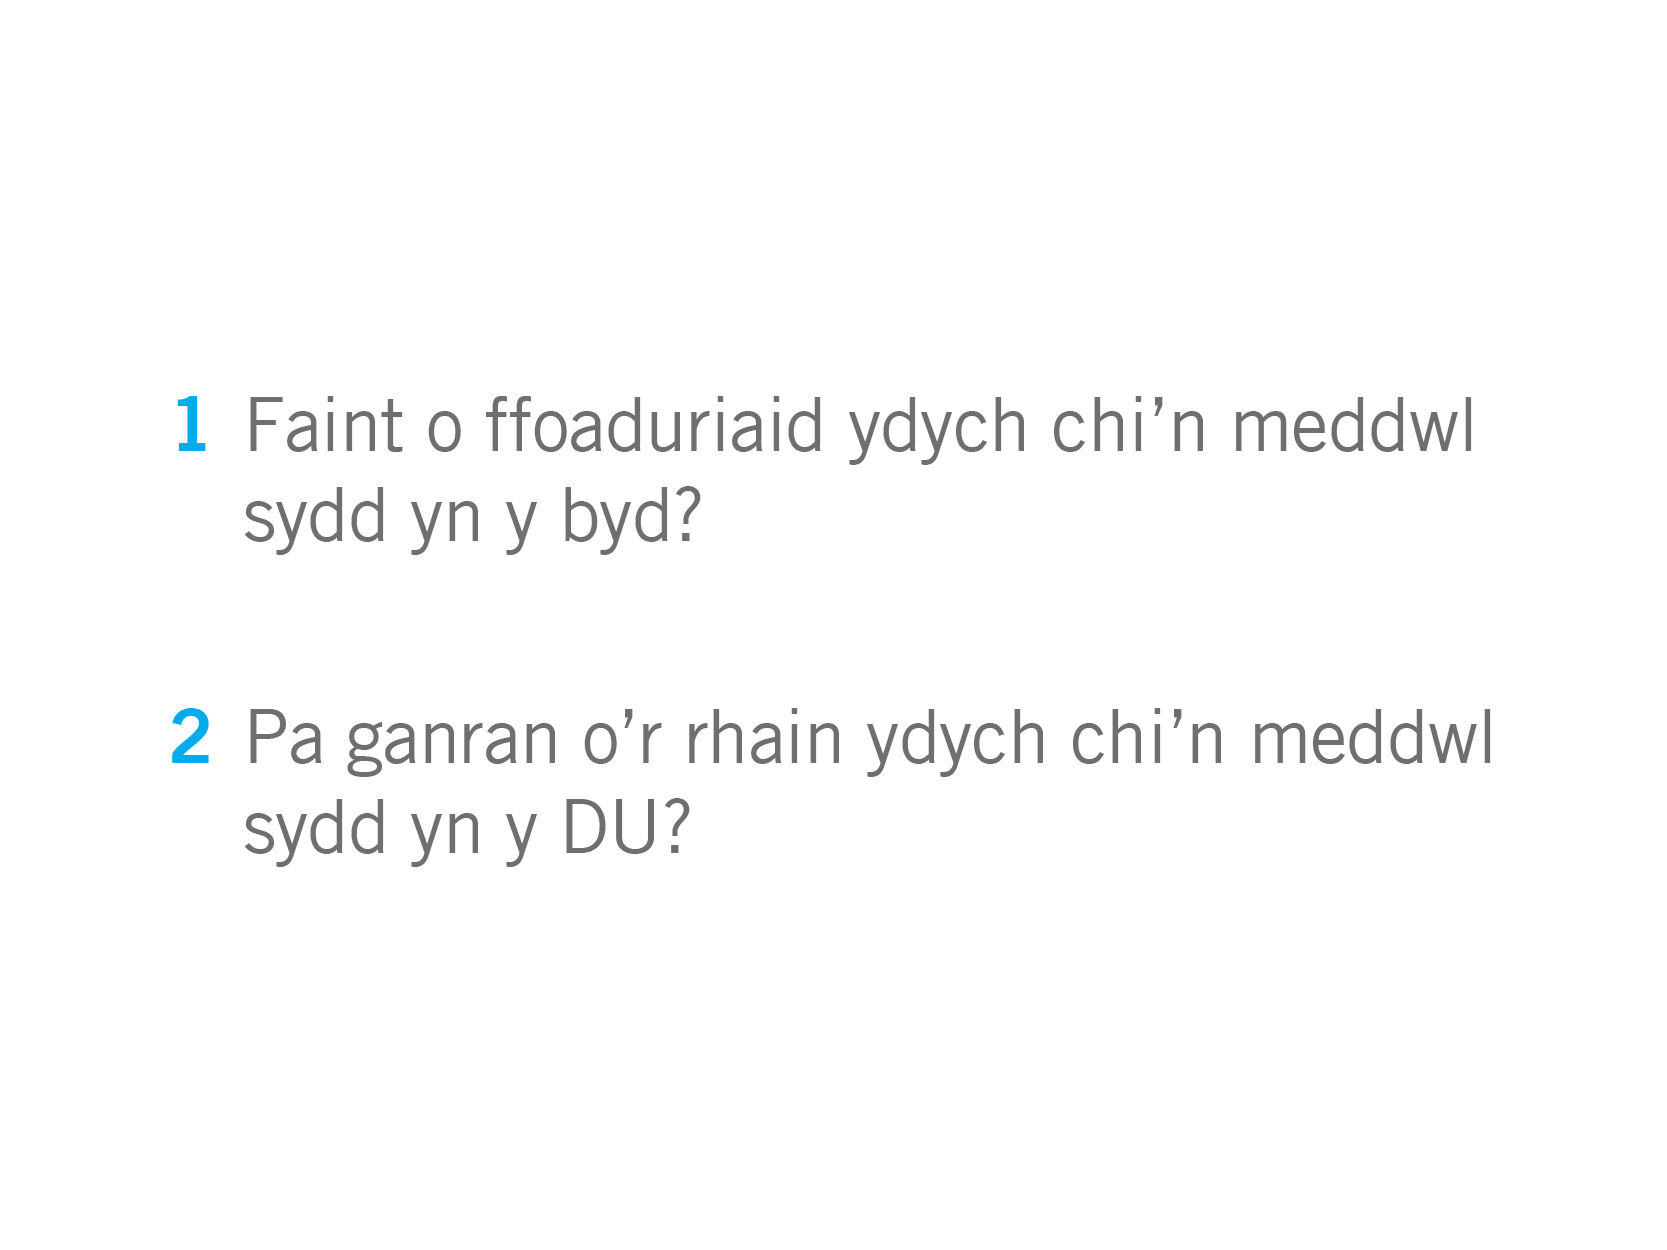 1 Faint o ffoaduriaid ydych chi’n meddwl
sydd yn y byd?
2 Pa ganran o’r rhain ydych chi’n meddwl
sydd yn y DU?